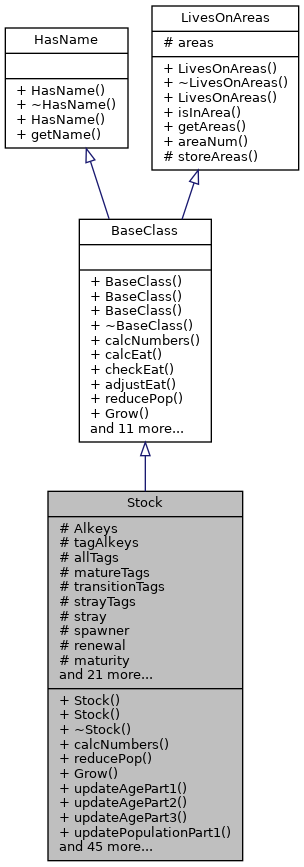 HasName
+ HasName()
+ ~HasName()
+ HasName()
+ getName()
LivesOnAreas
# areas
+ LivesOnAreas()
+ ~LivesOnAreas()
+ LivesOnAreas()
+ isInArea()
+ getAreas()
+ areaNum()
# storeAreas()
BaseClass
+ BaseClass()
+ BaseClass()
+ BaseClass()
+ ~BaseClass()
+ calcNumbers()
+ calcEat()
+ checkEat()
+ adjustEat()
+ reducePop()
+ Grow()
and 11 more...
Stock
# Alkeys
# tagAlkeys
# allTags
# matureTags
# transitionTags
# strayTags
# stray
# spawner
# renewal
# maturity
and 21 more...
+ Stock()
+ Stock()
+ ~Stock()
+ calcNumbers()
+ reducePop()
+ Grow()
+ updateAgePart1()
+ updateAgePart2()
+ updateAgePart3()
+ updatePopulationPart1()
and 45 more...